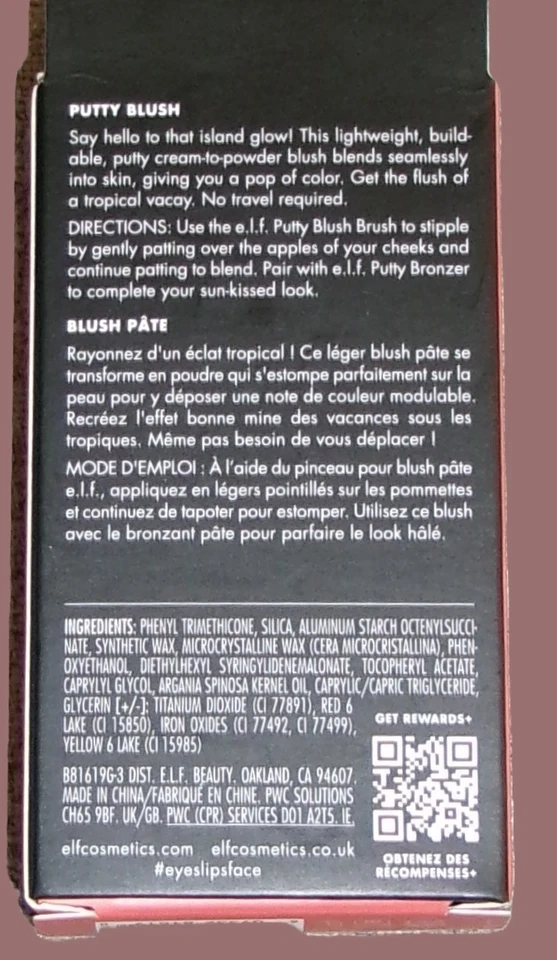 PUTTY BLUSH
Say hello to that island glow! This lightweight, build-
able, putty cream-to-powder blush blends seamlessly
into skin, giving you a pop of color. Get the flush of
a tropical vacay. No travel required.
DIRECTIONS: Use the e.l.f. Putty Blush Brush to stipple
by gently patting over the apples of your cheeks and
continue patting to blend. Pair with e.l.f. Putty Bronzer
to complete your sun-kissed look.
BLUSH PÂTE
Rayonnez d'un éclat tropical ! Ce léger blush pâte se
transforme en poudre qui s'estompe parfaitement sur la
peau pour y déposer une note de couleur modulable.
Recréez l'effet bonne mine des vacances sous les
tropiques. Même pas besoin de vous déplacer !
MODE D'EMPLOI : À l'aide du pinceau pour blush pâte
e.l.f., appliquez en légers pointillés sur les pommettes
et continuez de tapoter pour estomper. Utilisez ce blush
avec le bronzant pâte pour parfaire le look hâlé.
INGREDIENTS: PHENYL TRIMETHICONE, SILICA, ALUMINUM STARCH OCTENYLSUCCI-
NATE, SYNTHETIC WAX, MICROCRYSTALLINE WAX (CERA MICROCRISTALLINA), PHEN-
OXYETHANOL, DIETHYLHEXYL SYRINGYLIDENEMALONATE, TOCOPHERYL ACETATE,
CAPRYLYL GLYCOL, ARGANIA SPINOSA KERNEL OIL, CAPRYLIC/CAPRIC TRIGLYCERIDE,
GLYCERIN [+/-]: TITANIUM DIOXIDE (CI 77891), RED 6
LAKE (CI 15850), IRON OXIDES (CI 77492, CI 77499),
YELLOW 6 LAKE (CI 15985)
GET REWARDS+
B81619G-3 DIST. E.L.F. BEAUTY. OAKLAND, CA 94607.
MADE IN CHINA/FABRIQUÉ EN CHINE. PWC SOLUTIONS
CH65 9BF. UK/GB. PWC (CPR) SERVICES D01 A2T5. IE.
elfcosmetics.com elfcosmetics.co.uk
#eyeslipsface
OBTENEZ DES
RÉCOMPENSES+